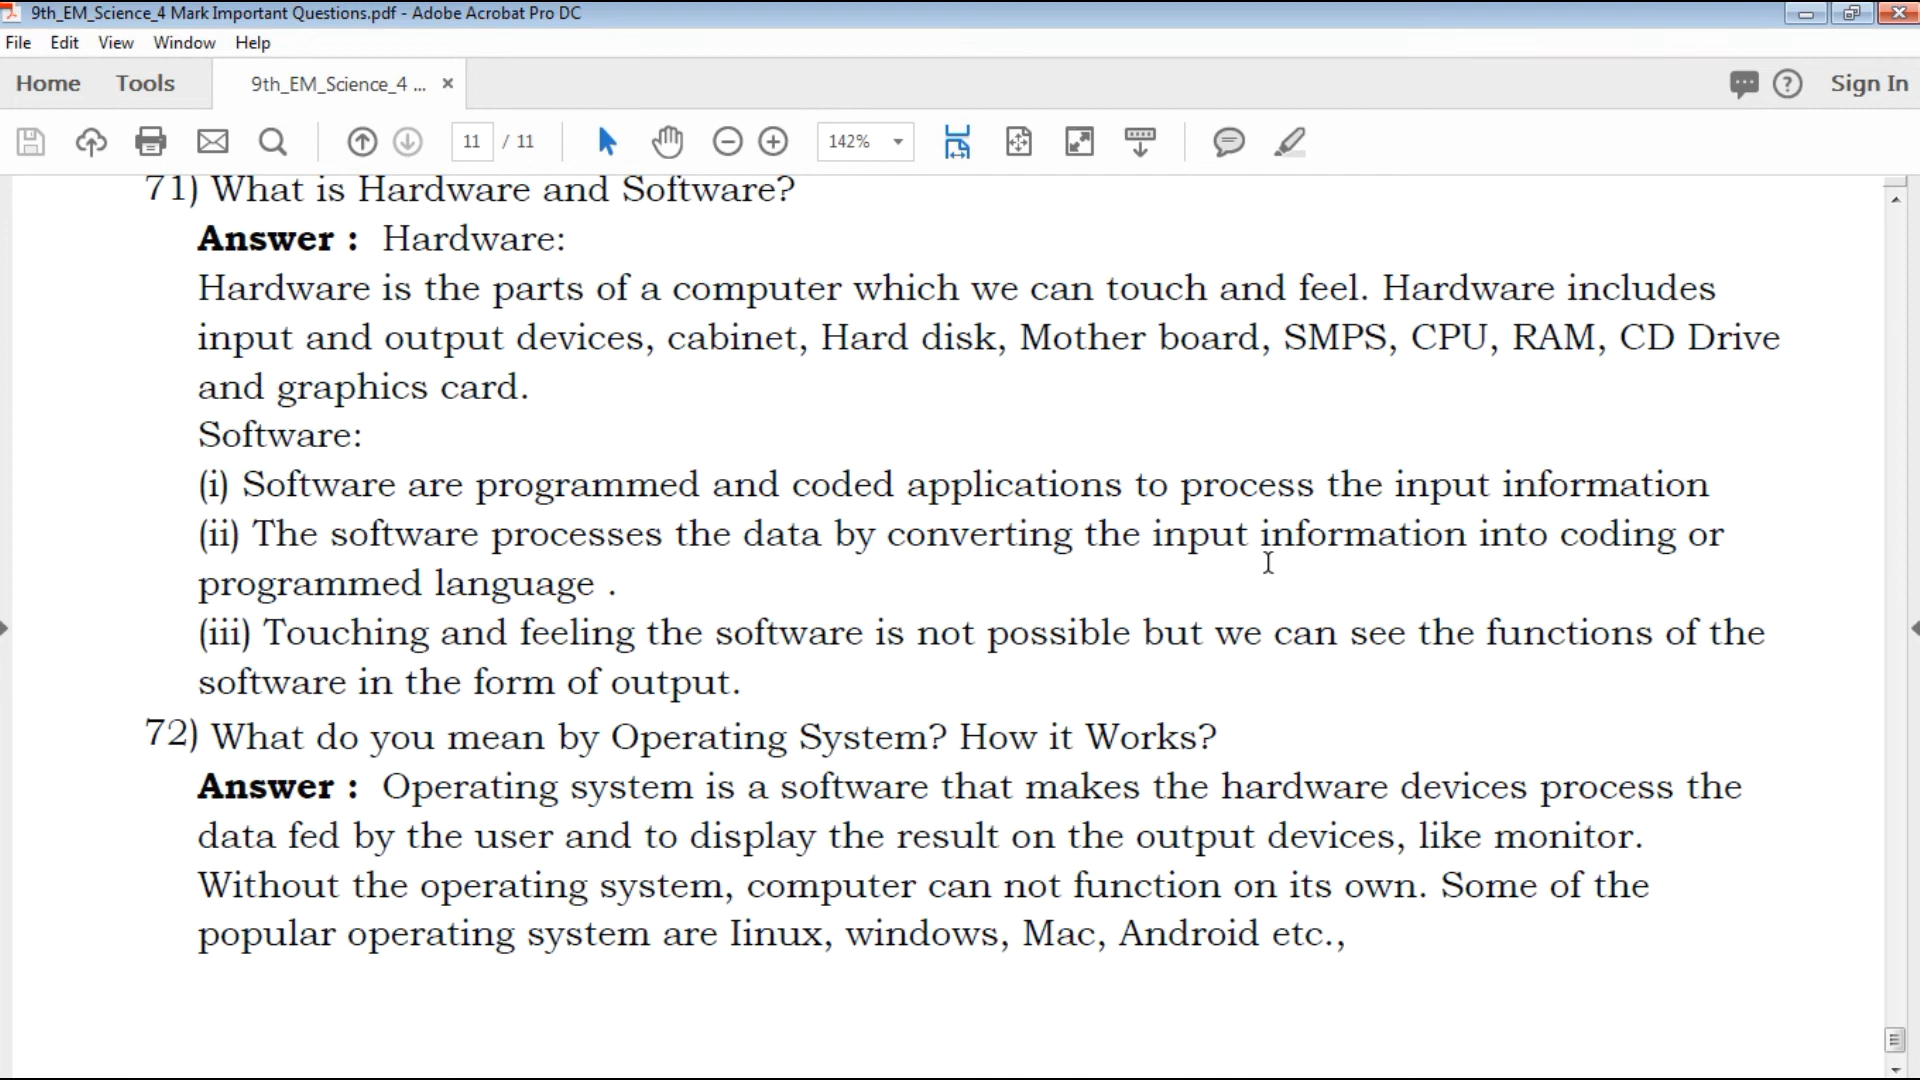 9th_EM_Science_4 Mark Important Questions.pdf - Adobe Acrobat Pro DC
File Edit View Window Help
Home Tools 9th_EM_Science_4 ... × Sign In
11 / 11 142%
71) What is Hardware and Software?
Answer : Hardware:
Hardware is the parts of a computer which we can touch and feel. Hardware includes
input and output devices, cabinet, Hard disk, Mother board, SMPS, CPU, RAM, CD Drive
and graphics card.
Software:
(i) Software are programmed and coded applications to process the input information
(ii) The software processes the data by converting the input information into coding or
programmed language .
(iii) Touching and feeling the software is not possible but we can see the functions of the
software in the form of output.
72) What do you mean by Operating System? How it Works?
Answer : Operating system is a software that makes the hardware devices process the
data fed by the user and to display the result on the output devices, like monitor.
Without the operating system, computer can not function on its own. Some of the
popular operating system are Iinux, windows, Mac, Android etc.,